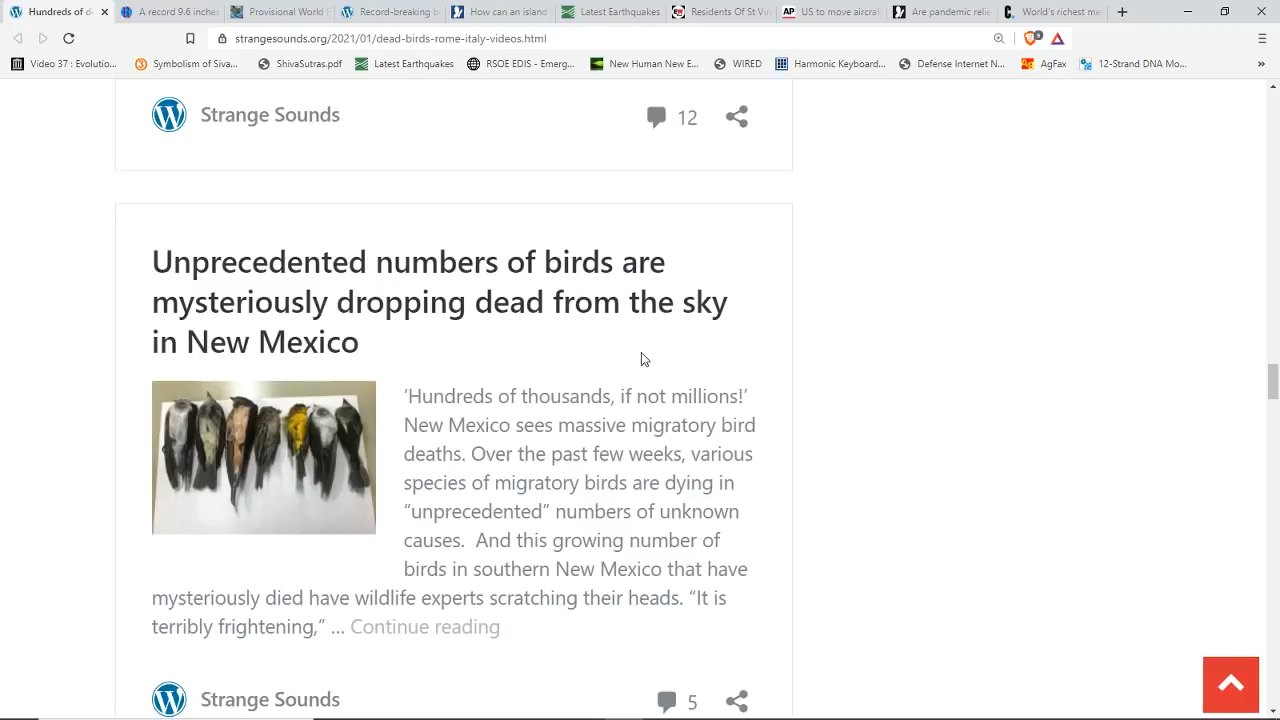 Hundreds of d
A record 9.6 inches
Provisional World F
Record-breaking b
How can an island
Latest Earthquakes
Residents Of St Vi
AP US to move aircraf
Are pandemic relie
C. World's richest me
strangesounds.org/2021/01/dead-birds-rome-italy-videos.html
Video 37 : Evolutio...
Symbolism of Siva...
ShivaSutras.pdf
Latest Earthquakes
RSOE EDIS - Emerg...
New Human New E...
WIRED
Harmonic Keyboard...
Defense Internet N...
Ag AgFax
12-Strand DNA Mo...
Strange Sounds
12
Unprecedented numbers of birds are
mysteriously dropping dead from the sky
in New Mexico
‘Hundreds of thousands, if not millions!’
New Mexico sees massive migratory bird
deaths. Over the past few weeks, various
species of migratory birds are dying in
“unprecedented” numbers of unknown
causes.  And this growing number of
birds in southern New Mexico that have
mysteriously died have wildlife experts scratching their heads. “It is
terribly frightening,” ... Continue reading
Strange Sounds
5